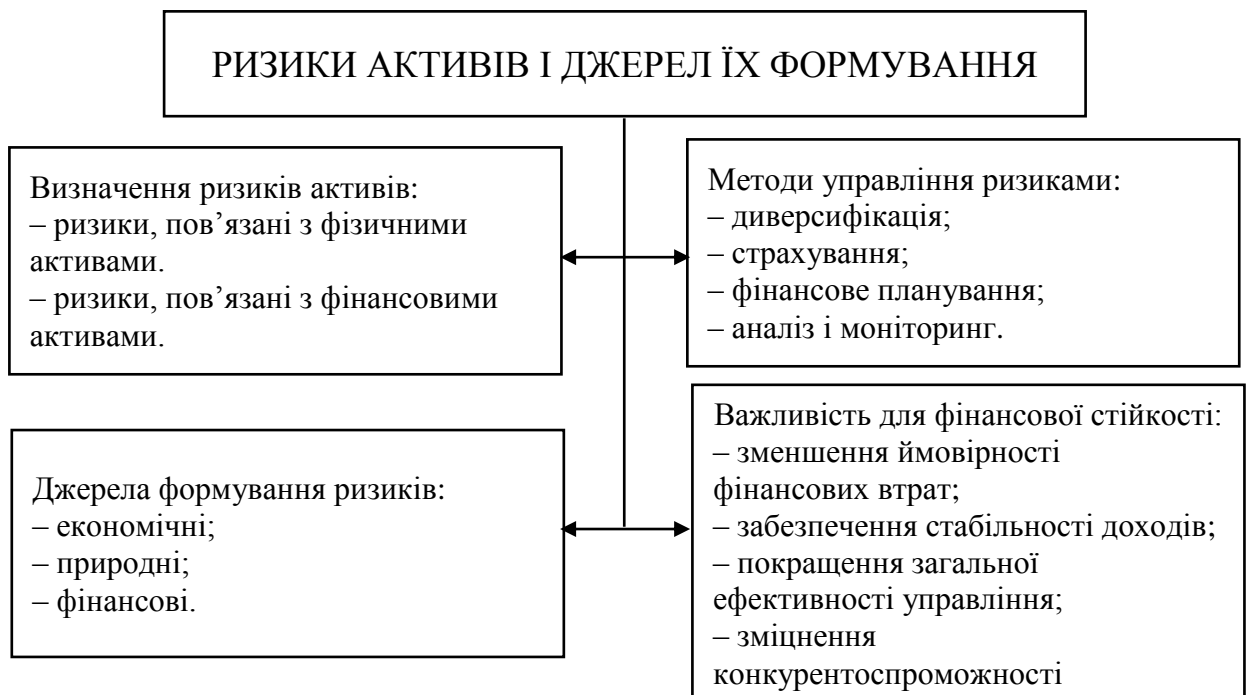 РИЗИКИ АКТИВІВ І ДЖЕРЕЛ ЇХ ФОРМУВАННЯ
Визначення ризиків активів:
– ризики, пов’язані з фізичними
активами.
– ризики, пов’язані з фінансовими
активами.
Методи управління ризиками:
– диверсифікація;
– страхування;
– фінансове планування;
– аналіз і моніторинг.
Джерела формування ризиків:
– економічні;
– природні;
– фінансові.
Важливість для фінансової стійкості:
– зменшення ймовірності
фінансових втрат;
– забезпечення стабільності доходів;
– покращення загальної
ефективності управління;
– зміцнення
конкурентоспроможності